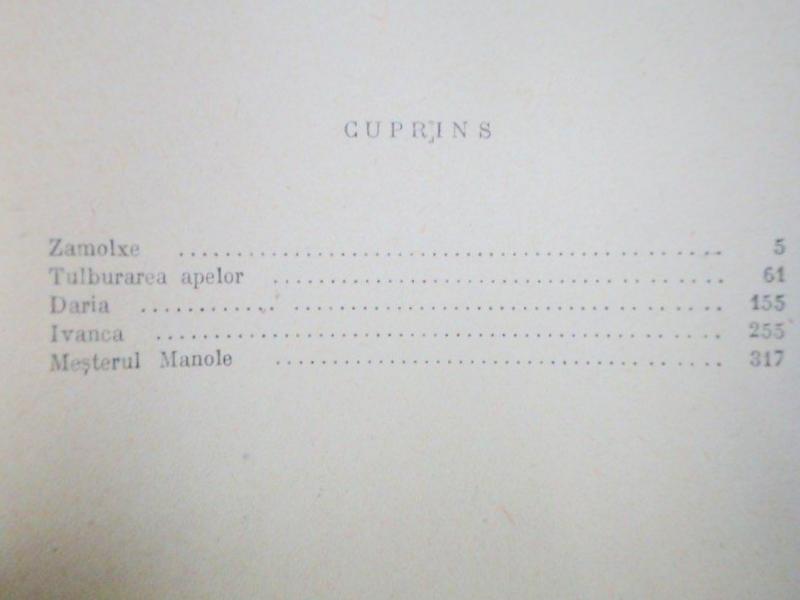 CUPRINS
Zamolxe ........................................ 5
Tulburarea apelor ................................ 61
Daria ........................................ 155
Ivanca ........................................ 255
Meșterul Manole ................................ 317